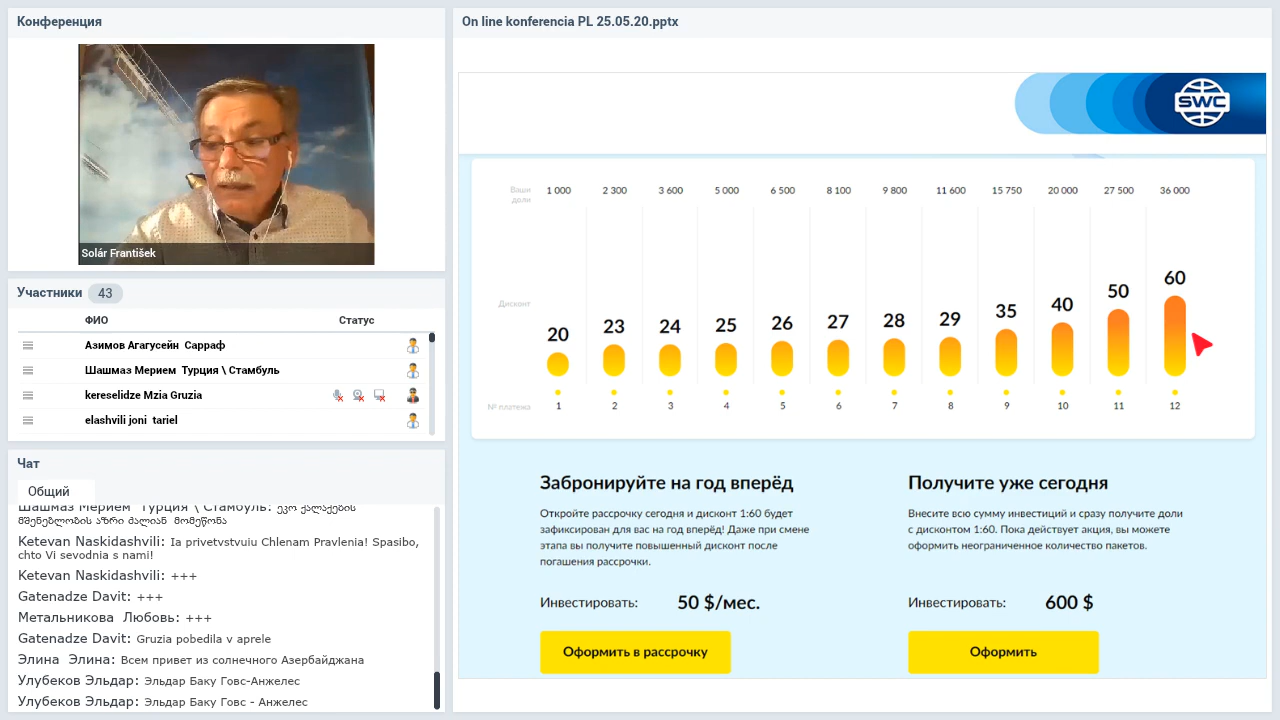 Конференция
Solár František
Участники 43
ФИО Статус
Азимов Агагусейн Сарраф
Шашмаз Мерием Турция \ Стамбуль
kereselidze Mzia Gruzia
elashvili joni tariel
Чат
Общий
Шашмаз Мерием Турция \ Стамбуль: ეკო ქალაქების
მშენებლობის აზრი ძალიან მომეწონა
Ketevan Naskidashvili: Ia privetvstvuiu Chlenam Pravlenia! Spasibo,
chto Vi sevodnia s nami!
Ketevan Naskidashvili: +++
Gatenadze Davit: +++
Метальникова Любовь: +++
Gatenadze Davit: Gruzia pobedila v aprele
Элина Элина: Всем привет из солнечного Азербайджана
Улубеков Эльдар: Эльдар Баку Говс-Анжелес
Улубеков Эльдар: Эльдар Баку Говс - Анжелес
On line konferencia PL 25.05.20.pptx
SWC
Ваши
доли
1 000 2 300 3 600 5 000 6 500 8 100 9 800 11 600 15 750 20 000 27 500 36 000
Дисконт
20 23 24 25 26 27 28 29 35 40 50 60
№ платежа
1 2 3 4 5 6 7 8 9 10 11 12
Забронируйте на год вперёд
Откройте рассрочку сегодня и дисконт 1:60 будет
зафиксирован для вас на год вперёд! Даже при смене
этапа вы получите повышенный дисконт после
погашения рассрочки.
Инвестировать: 50 $/мес.
Оформить в рассрочку
Получите уже сегодня
Внесите всю сумму инвестиций и сразу получите доли
с дисконтом 1:60. Пока действует акция, вы можете
оформить неограниченное количество пакетов.
Инвестировать: 600 $
Оформить